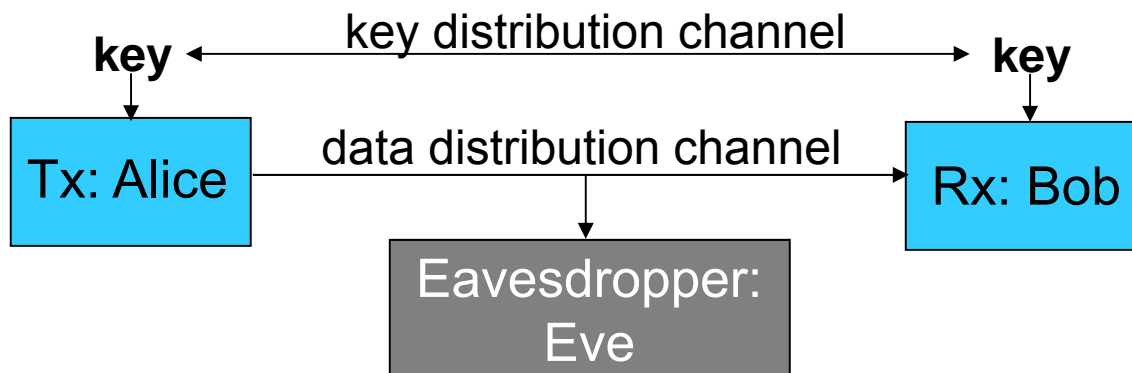 key distribution channel
key
key
data distribution channel
Tx: Alice
Rx: Bob
Eavesdropper:
Eve